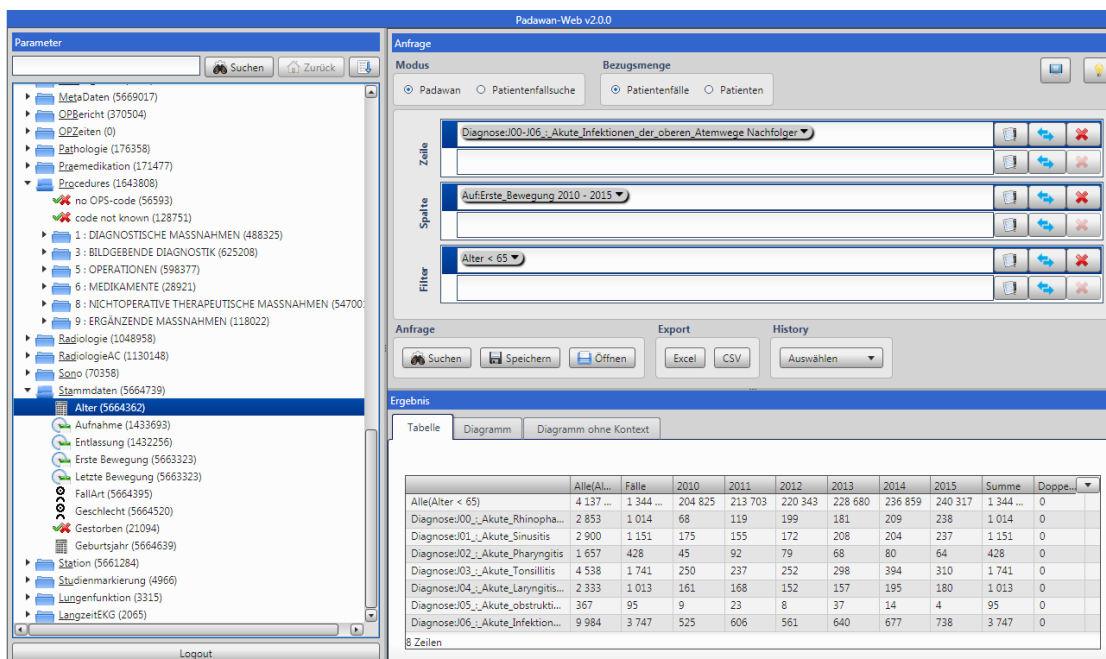 Padawan-Web v2.0.0
Parameter
Suchen Zurück
MetaDaten (5669017)
OPBericht (370504)
OPZeiten (0)
Pathologie (176358)
Praemedikation (171477)
Procedures (1643808)
no OPS-code (56593)
code not known (128751)
1 : DIAGNOSTISCHE MASSNAHMEN (488325)
3 : BILDGEBENDE DIAGNOSTIK (625208)
5 : OPERATIONEN (598377)
6 : MEDIKAMENTE (28921)
8 : NICHTOPERATIVE THERAPEUTISCHE MASSNAHMEN (54700
9 : ERGÄNZENDE MASSNAHMEN (118022)
Radiologie (1048958)
RadiologieAC (1130148)
Sono (70358)
Stammdaten (5664739)
Alter (5664362)
Aufnahme (1433693)
Entlassung (1432256)
Erste Bewegung (5663323)
Letzte Bewegung (5663323)
FallArt (5664395)
Geschlecht (5664520)
Gestorben (21094)
Geburtsjahr (5664639)
Station (5661284)
Studienmarkierung (4966)
Lungenfunktion (3315)
LangzeitEKG (2065)
Logout
Anfrage
Modus Bezugsmenge
Padawan Patientenfallsuche Patientenfälle Patienten
Zeile
Diagnose:J00-J06_:_Akute_Infektionen_der_oberen_Atemwege Nachfolger
Spalte
Auf:Erste_Bewegung 2010 - 2015
Filter
Alter < 65
Anfrage Export History
Suchen Speichern Öffnen Excel CSV Auswählen
Ergebnis
Tabelle Diagramm Diagramm ohne Kontext
Alle(Al... Fälle 2010 2011 2012 2013 2014 2015 Summe Doppe...
Alle(Alter < 65) 4 137 ... 1 344 ... 204 825 213 703 220 343 228 680 236 859 240 317 1 344 ... 0
Diagnose:J00_:_Akute_Rhinopha... 2 853 1 014 68 119 199 181 209 238 1 014 0
Diagnose:J01_:_Akute_Sinusitis 2 900 1 151 175 155 172 208 204 237 1 151 0
Diagnose:J02_:_Akute_Pharyngitis 1 657 428 45 92 79 68 80 64 428 0
Diagnose:J03_:_Akute_Tonsillitis 4 538 1 741 250 237 252 298 394 310 1 741 0
Diagnose:J04_:_Akute_Laryngitis... 2 333 1 013 161 168 152 157 195 180 1 013 0
Diagnose:J05_:_Akute_obstrukti... 367 95 9 23 8 37 14 4 95 0
Diagnose:J06_:_Akute_Infektion... 9 984 3 747 525 606 561 640 677 738 3 747 0
8 Zeilen